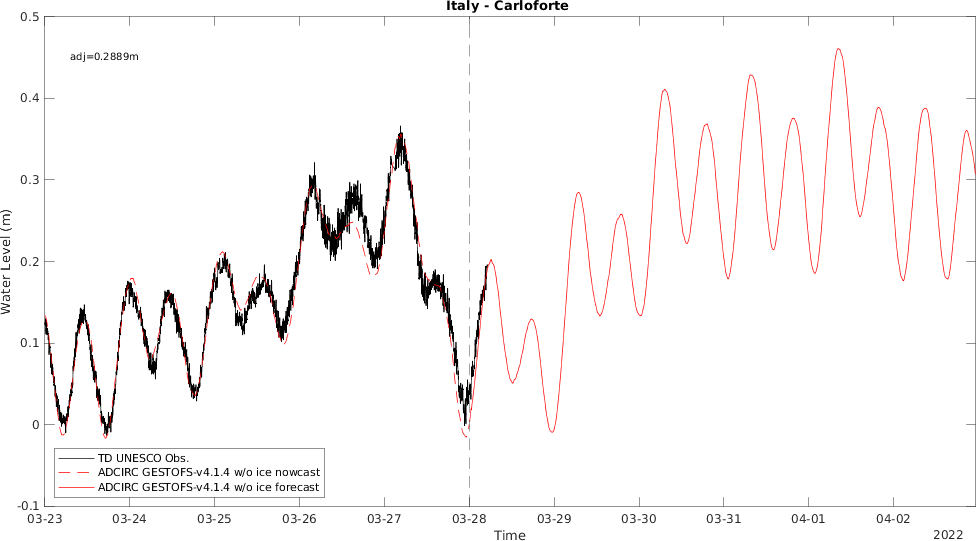 Italy - Carloforte
adj=0.2889m
0.5
0.4
0.3
0.2
0.1
0
-0.1
Water Level (m)
TD UNESCO Obs.
ADCIRC GESTOFS-v4.1.4 w/o ice nowcast
ADCIRC GESTOFS-v4.1.4 w/o ice forecast
03-23 03-24 03-25 03-26 03-27 03-28 03-29 03-30 03-31 04-01 04-02
Time
2022